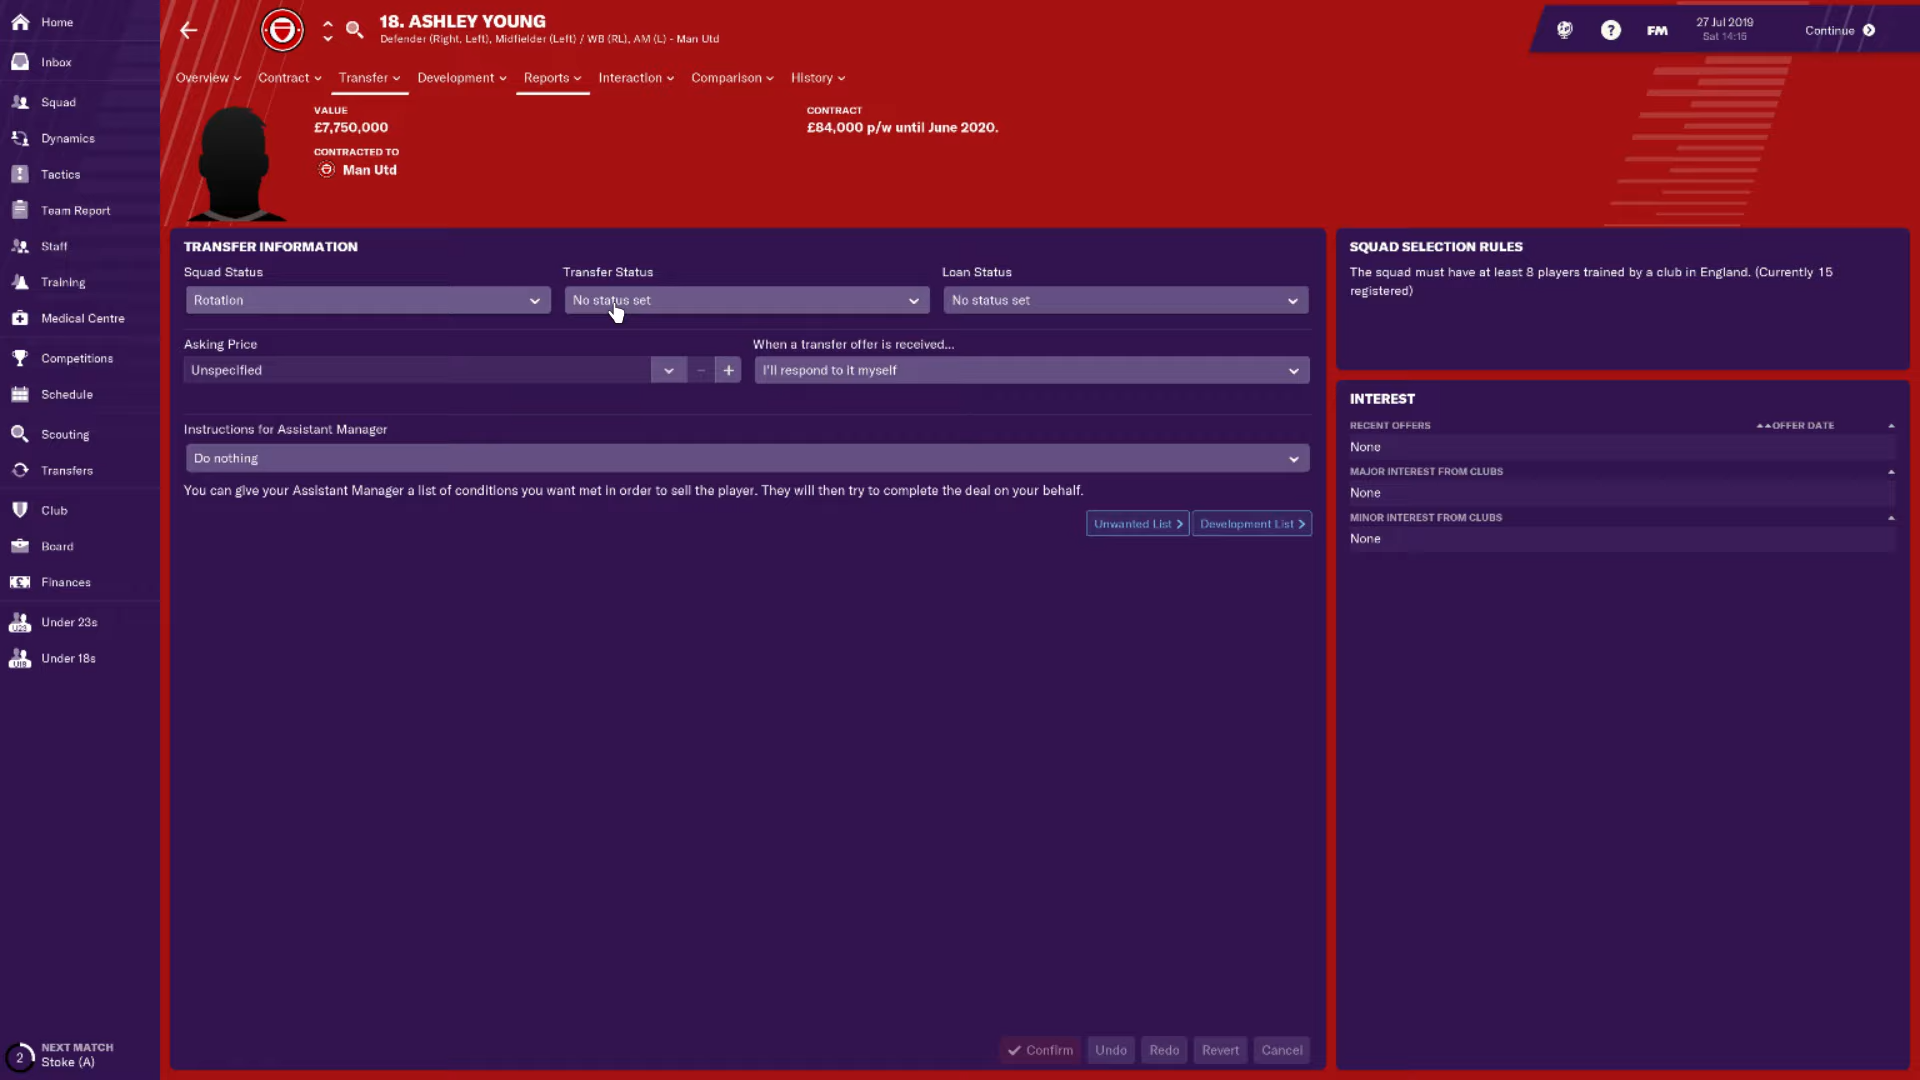 Home
Inbox
Squad
Dynamics
Tactics
Team Report
Staff
Training
Medical Centre
Competitions
Schedule
Scouting
Transfers
Club
Board
Finances
Under 23s
Under 18s
2
NEXT MATCH
Stoke (A)
18. ASHLEY YOUNG
Defender (Right, Left), Midfielder (Left) / WB (RL), AM (L) - Man Utd
FM
27 Jul 2019
Sat 14:15
Continue
Overview Contract Transfer Development Reports Interaction Comparison History
VALUE
£7,750,000
CONTRACTED TO
Man Utd
CONTRACT
£84,000 p/w until June 2020.
TRANSFER INFORMATION
Squad Status Transfer Status Loan Status
Rotation No status set No status set
Asking Price When a transfer offer is received...
Unspecified - + I'll respond to it myself
Instructions for Assistant Manager
Do nothing
You can give your Assistant Manager a list of conditions you want met in order to sell the player. They will then try to complete the deal on your behalf.
Unwanted List > Development List >
Confirm Undo Redo Revert Cancel
SQUAD SELECTION RULES
The squad must have at least 8 players trained by a club in England. (Currently 15
registered)
INTEREST
RECENT OFFERS OFFER DATE
None
MAJOR INTEREST FROM CLUBS
None
MINOR INTEREST FROM CLUBS
None